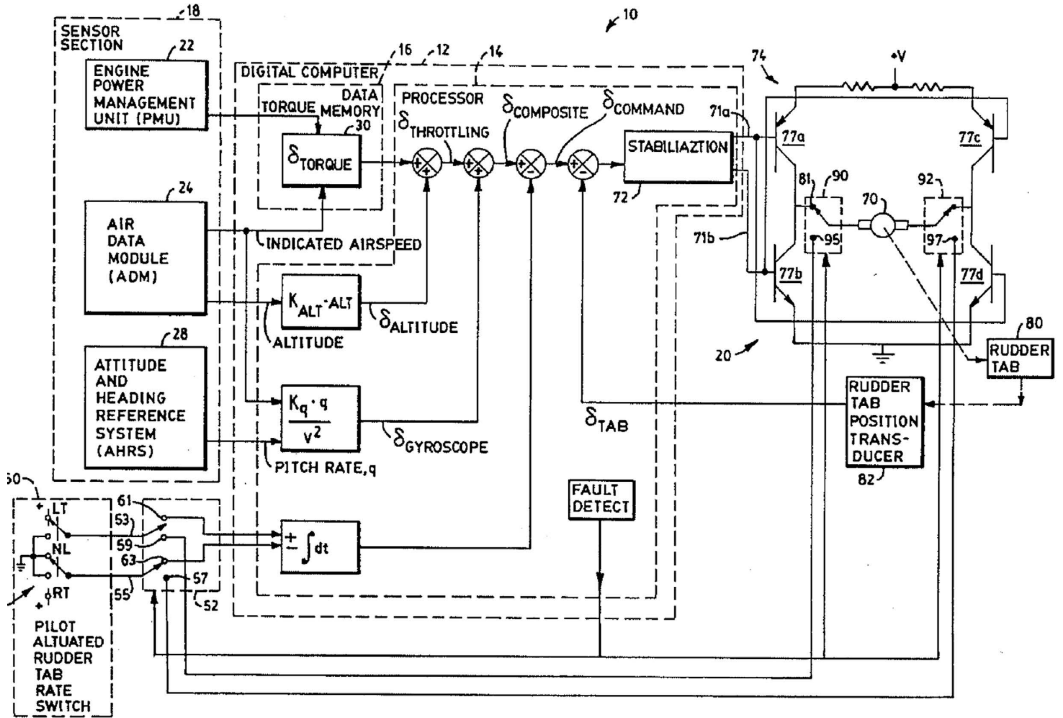 10
18
SENSOR
SECTION
22
ENGINE
POWER
MANAGEMENT
UNIT (PMU)
24
AIR
DATA
MODULE
(ADM)
28
ATTITUDE
AND
HEADING
REFERENCE
SYSTEM
(AHRS)
16
12
14
DIGITAL COMPUTER
DATA
MEMORY
TORQUE
30
δTORQUE
INDICATED AIRSPEED
PROCESSOR
δTHROTTLING
δCOMPOSITE
δCOMMAND
STABILIAZTION
72
71a
71b
KALT·ALT
ALTITUDE
δALTITUDE
Kq·q
V²
PITCH RATE,q
δGYROSCOPE
δTAB
+
−
∫dt
FAULT
DETECT
74
+V
77a
77c
81
90
70
92
95
97
77b
77d
20
80
RUDDER
TAB
RUDDER
TAB
POSITION
TRANS-
DUCER
82
60
+
LT
53
NL
RT
+
55
61
59
63
57
52
PILOT
ALTUATED
RUDDER
TAB
RATE
SWITCH